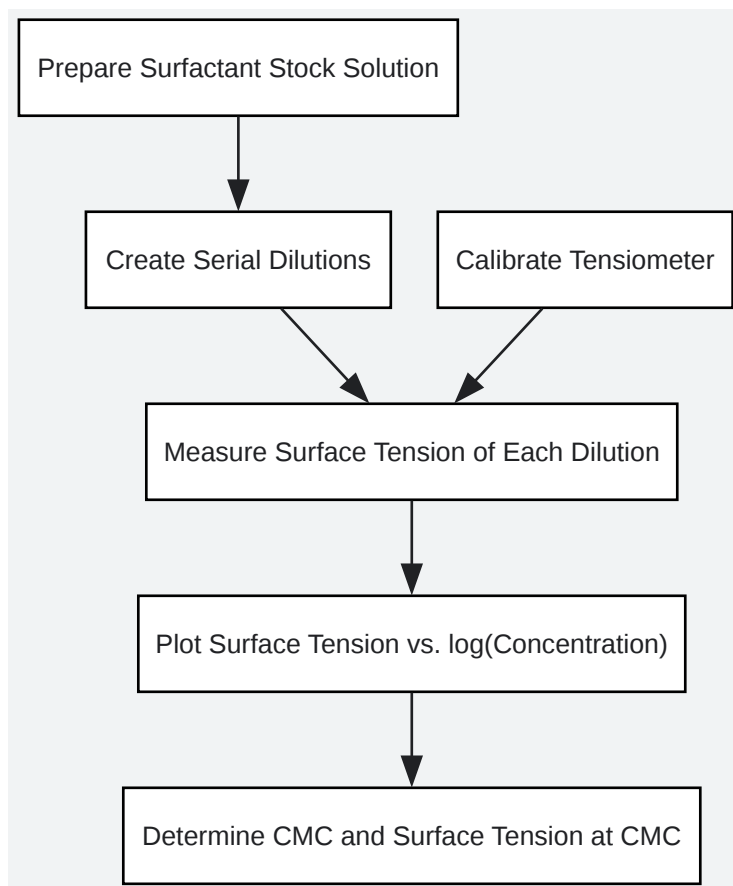 Prepare Surfactant Stock Solution
Create Serial Dilutions
Calibrate Tensiometer
Measure Surface Tension of Each Dilution
Plot Surface Tension vs. log(Concentration)
Determine CMC and Surface Tension at CMC